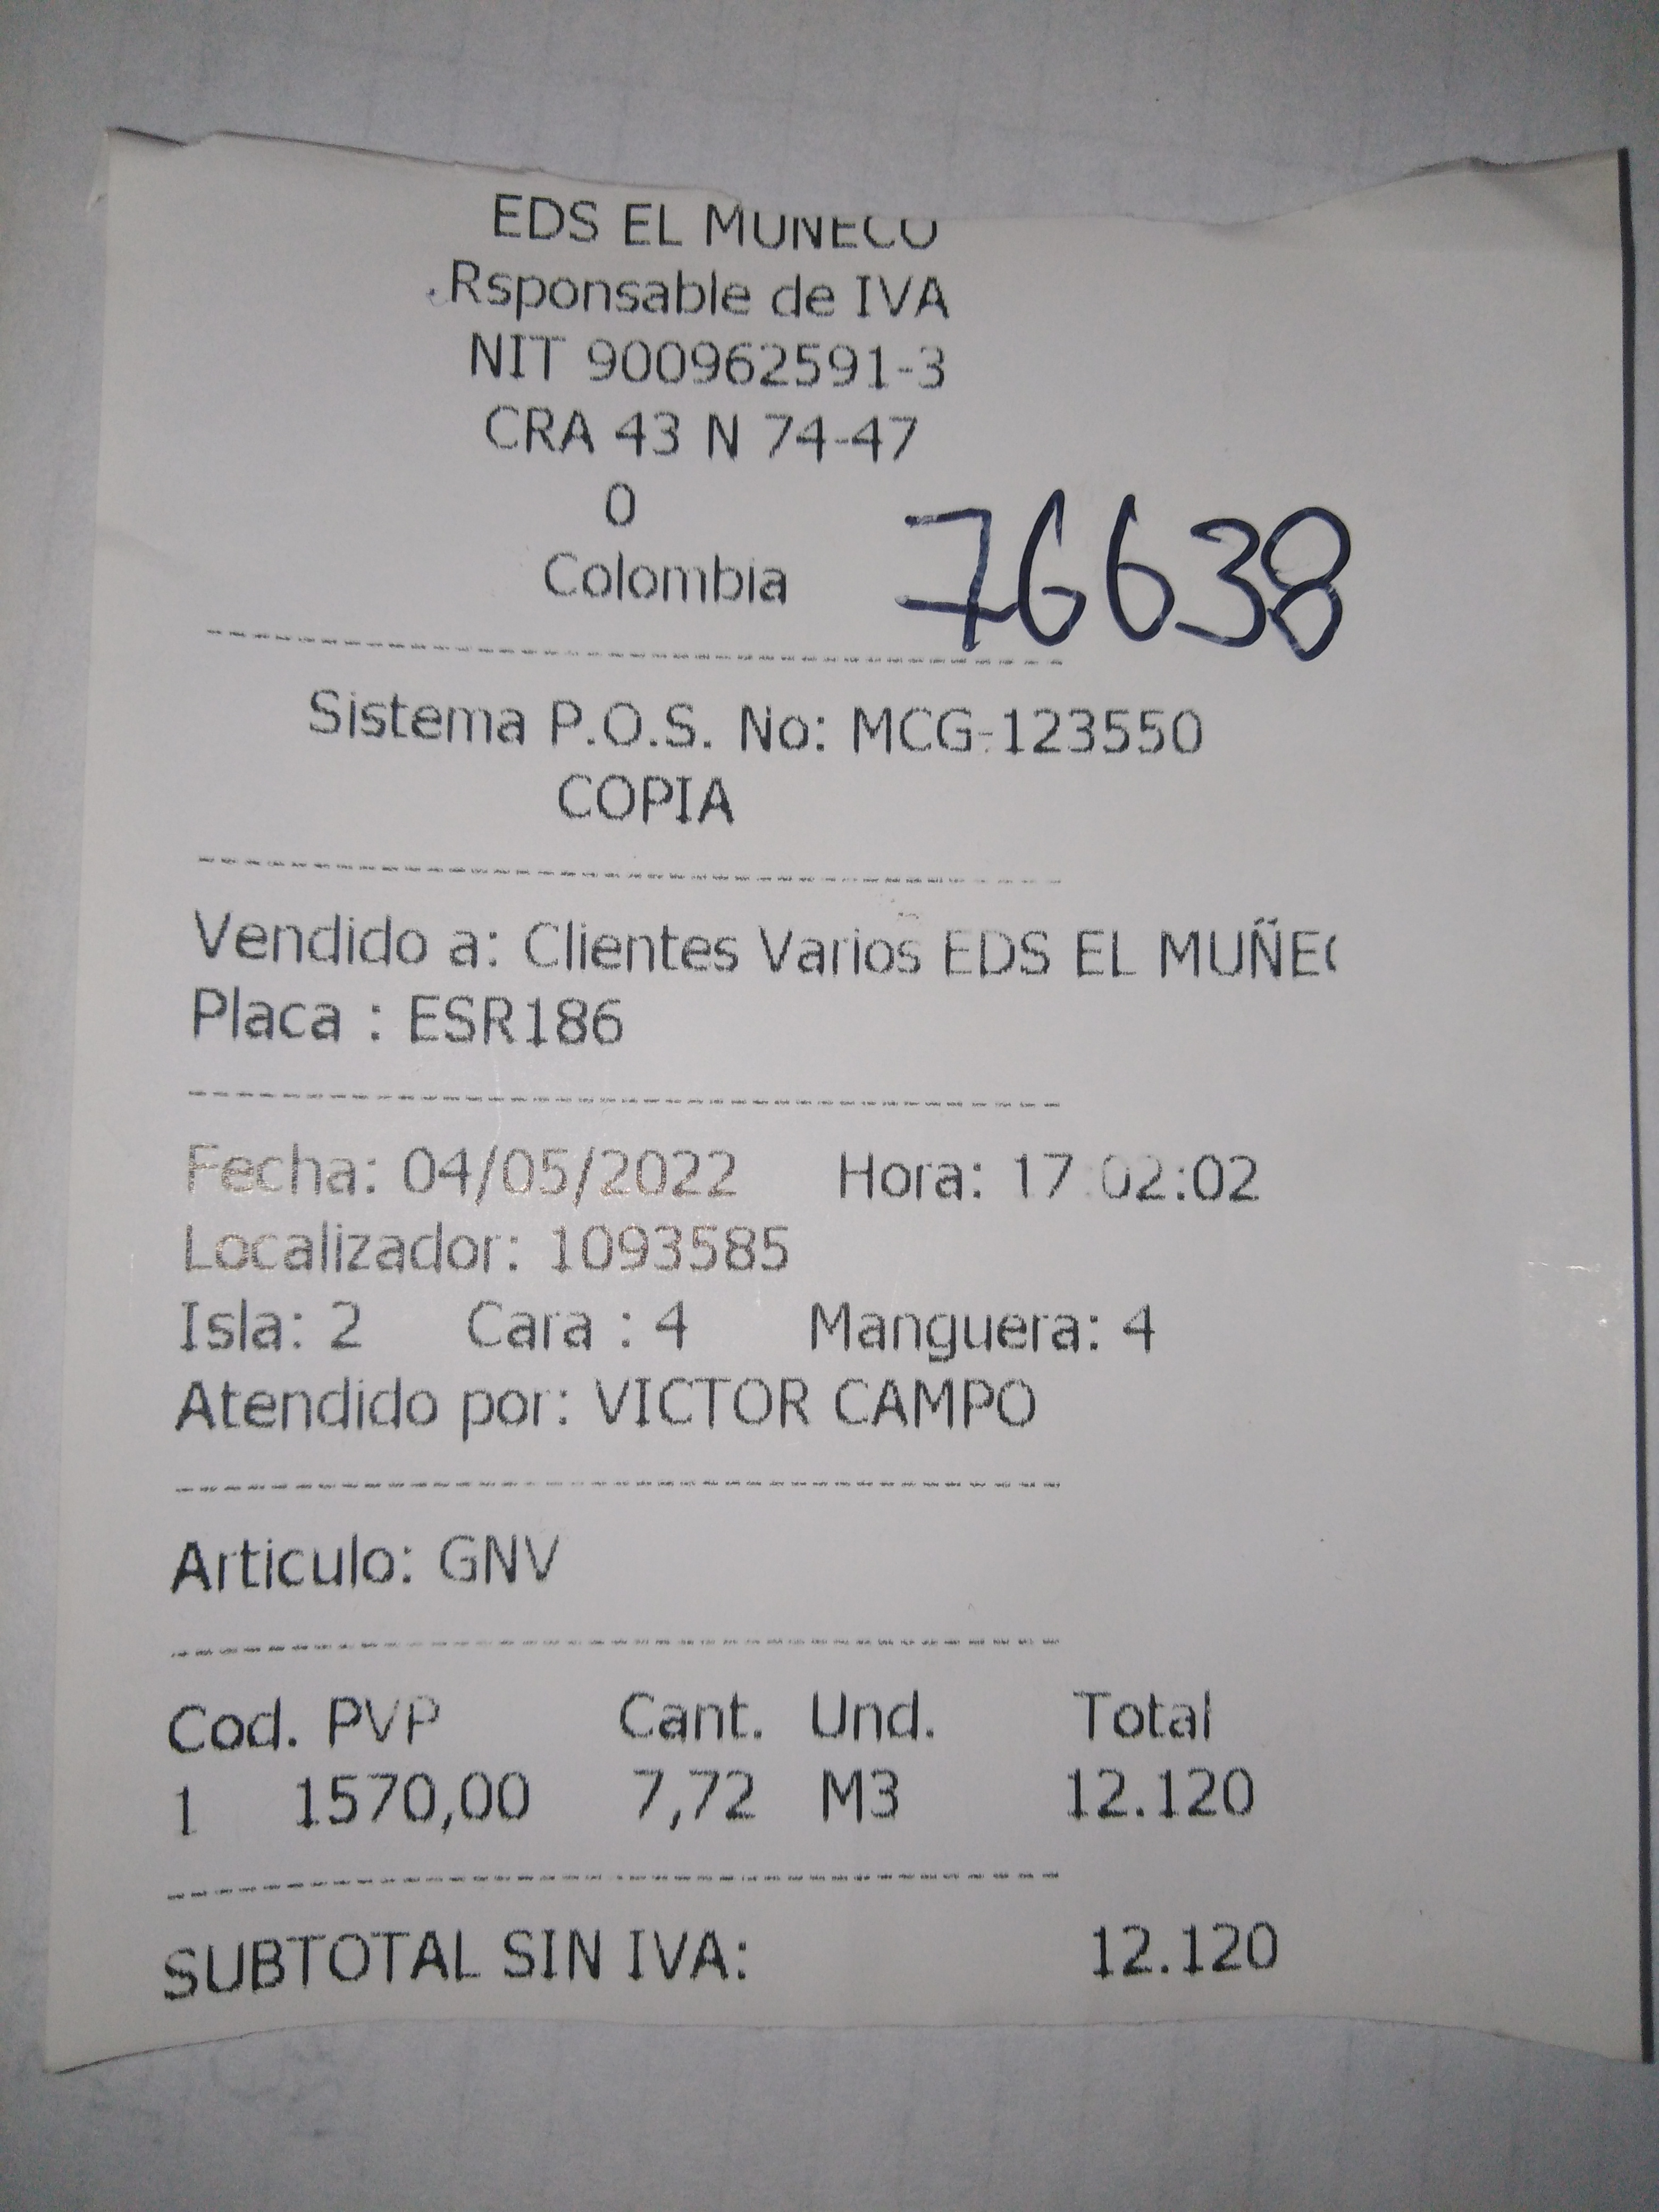 EDS EL MUÑECO
.Rsponsable de IVA
NIT 900962591-3
CRA 43 N 74-47
0
Colombia
76638
Sistema P.O.S. No: MCG-123550
COPIA
Vendido a: Clientes Varios EDS EL MUÑEC
Placa : ESR186
Fecha: 04/05/2022 Hora: 17:02:02
Localizador: 1093585
Isla: 2 Cara : 4 Manguera: 4
Atendido por: VICTOR CAMPO
Articulo: GNV
Cod. PVP Cant. Und. Total
1 1570,00 7,72 M3 12.120
SUBTOTAL SIN IVA: 12.120